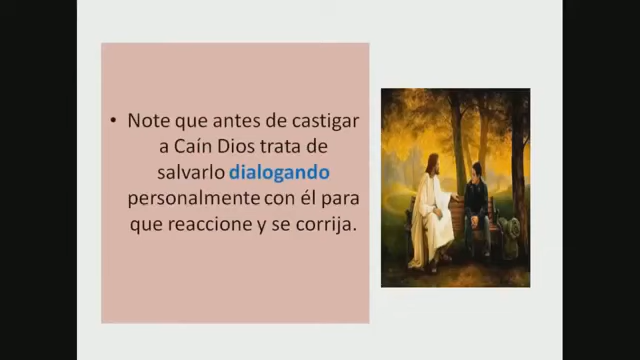 • Note que antes de castigar
a Caín Dios trata de
salvarlo dialogando
personalmente con él para
que reaccione y se corrija.